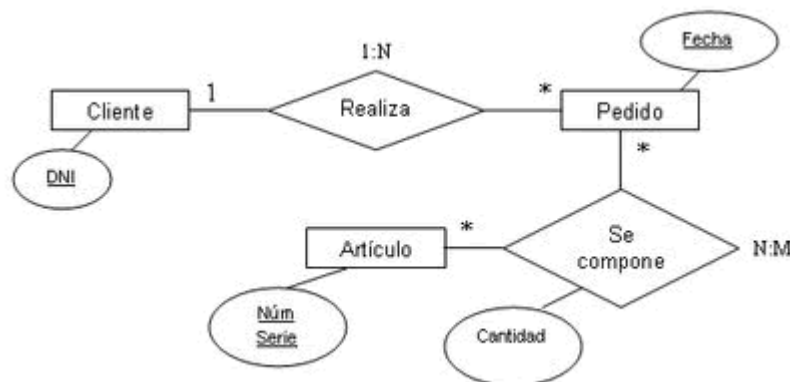 Fecha
1:N
Cliente
1
Realiza
*
Pedido
*
DNI
Artículo
*
Se
compone
N:M
Núm
Serie
Cantidad